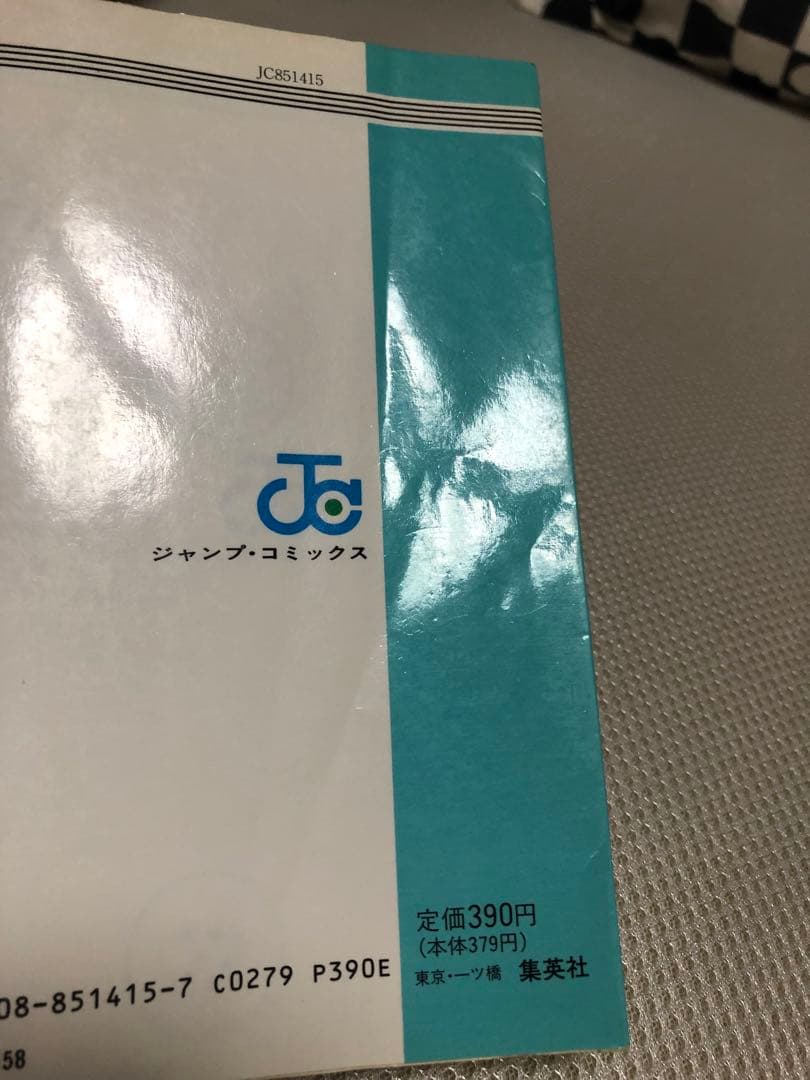 JC851415
JC
ジャンプ・コミックス
定価390円
(本体379円)
東京・一ツ橋 集英社
08-851415-7 C0279 P390E
58